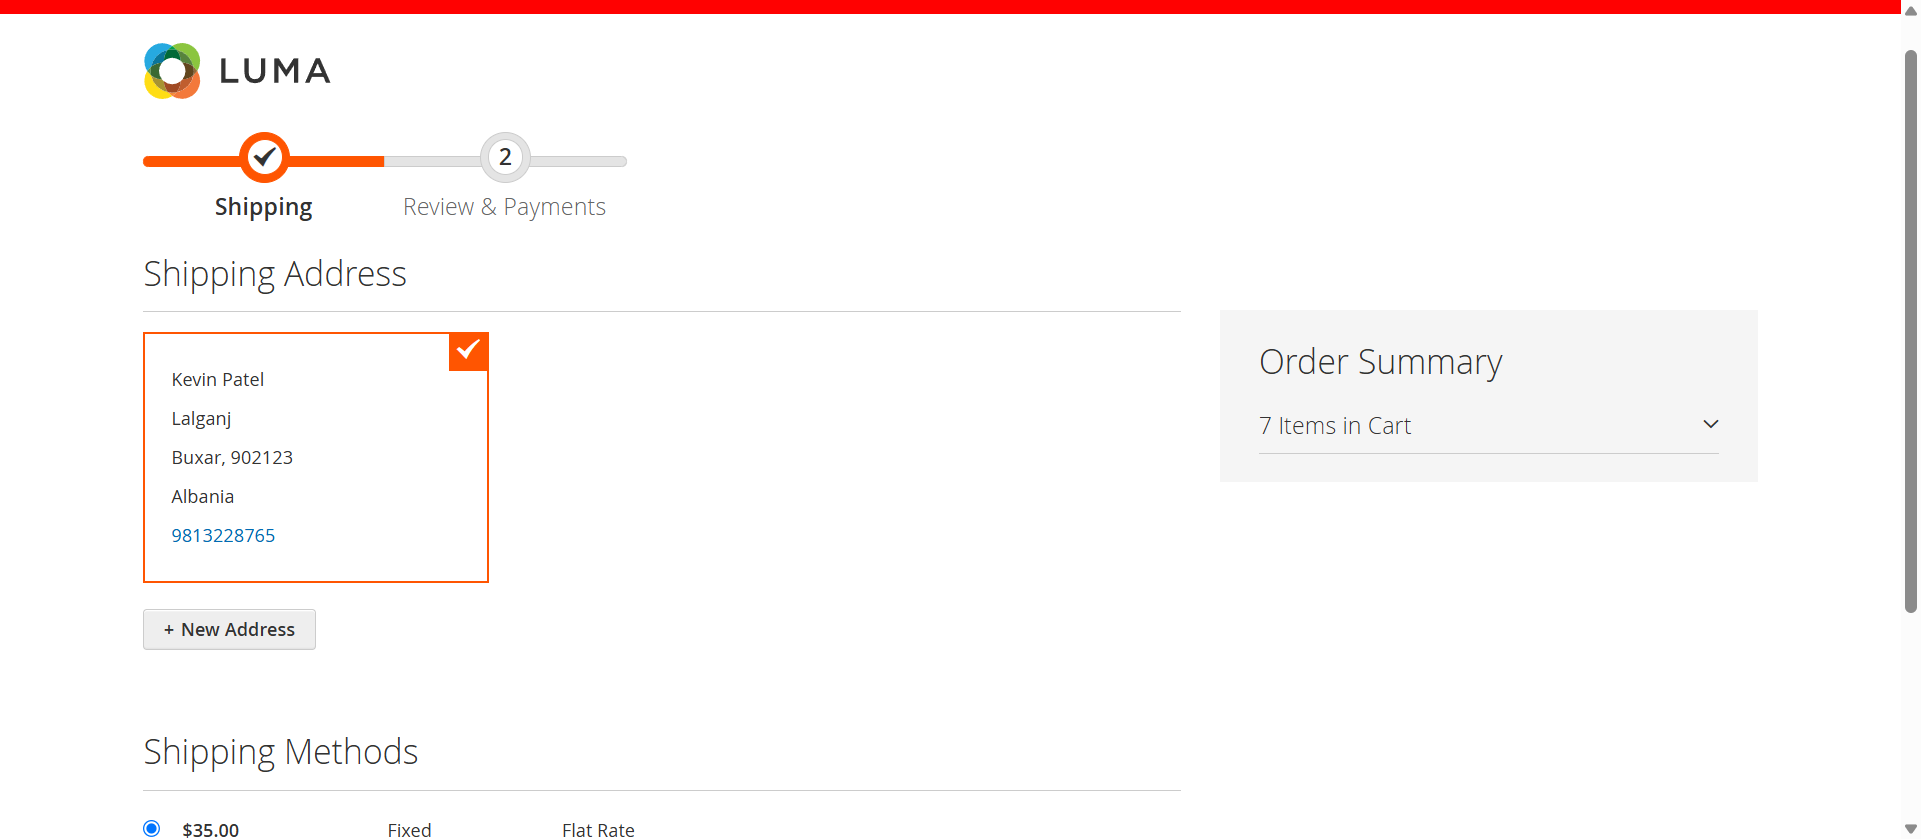 LUMA
2
Shipping
Review & Payments
Shipping Address
Kevin Patel
Lalganj
Buxar, 902123
Albania
9813228765
+ New Address
Order Summary
7 Items in Cart
Shipping Methods
$35.00 Fixed Flat Rate